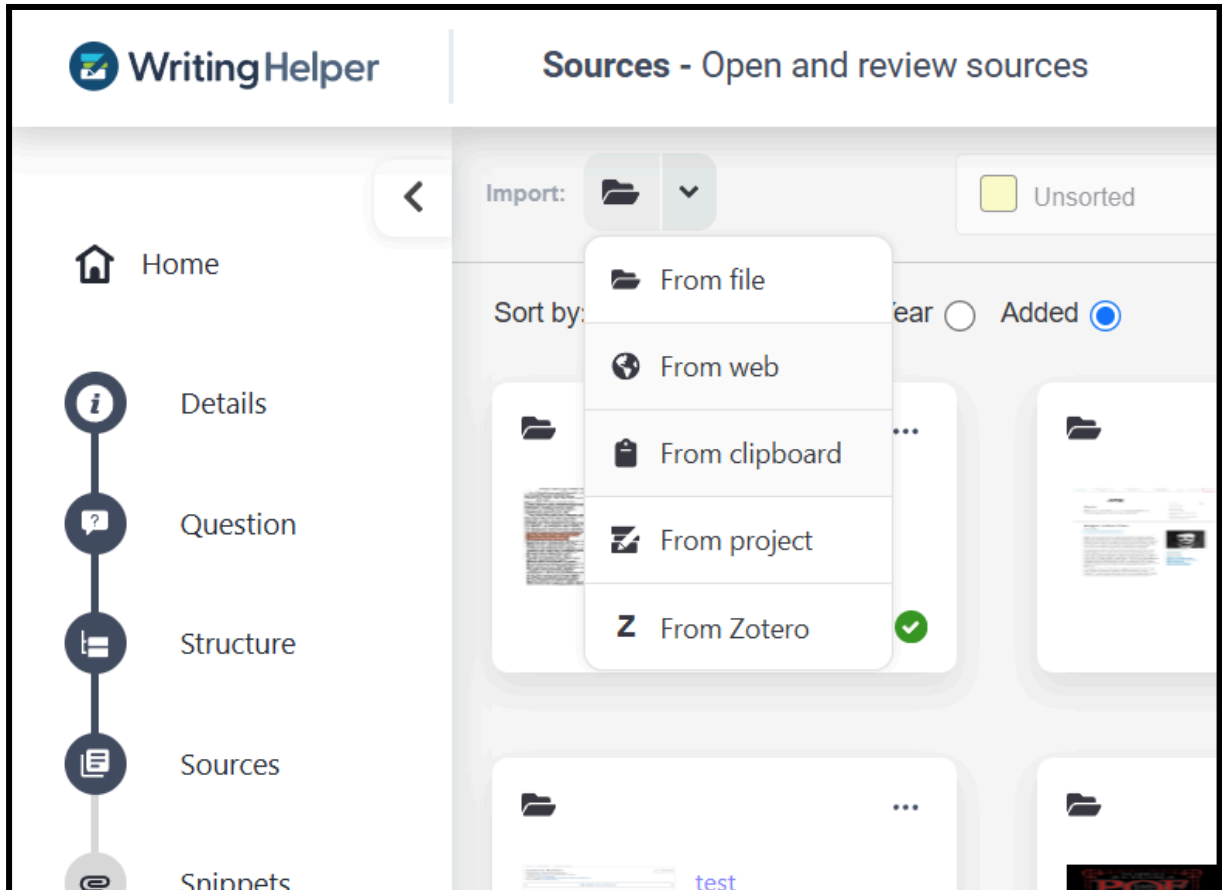 WritingHelper
Sources - Open and review sources
Import:
Unsorted
Home
From file
Sort by:
Added
From web
Details
From clipboard
Question
From project
Z From Zotero
Structure
Sources
Snippets
test